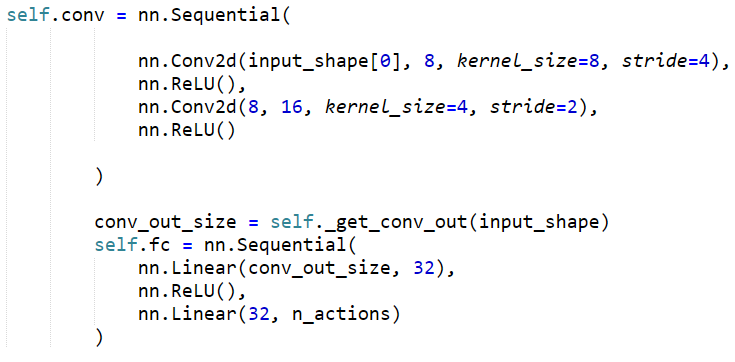 self.conv = nn.Sequential(
nn.Conv2d(input_shape[0], 8, kernel_size=8, stride=4),
nn.ReLU(),
nn.Conv2d(8, 16, kernel_size=4, stride=2),
nn.ReLU()
)
conv_out_size = self._get_conv_out(input_shape)
self.fc = nn.Sequential(
nn.Linear(conv_out_size, 32),
nn.ReLU(),
nn.Linear(32, n_actions)
)